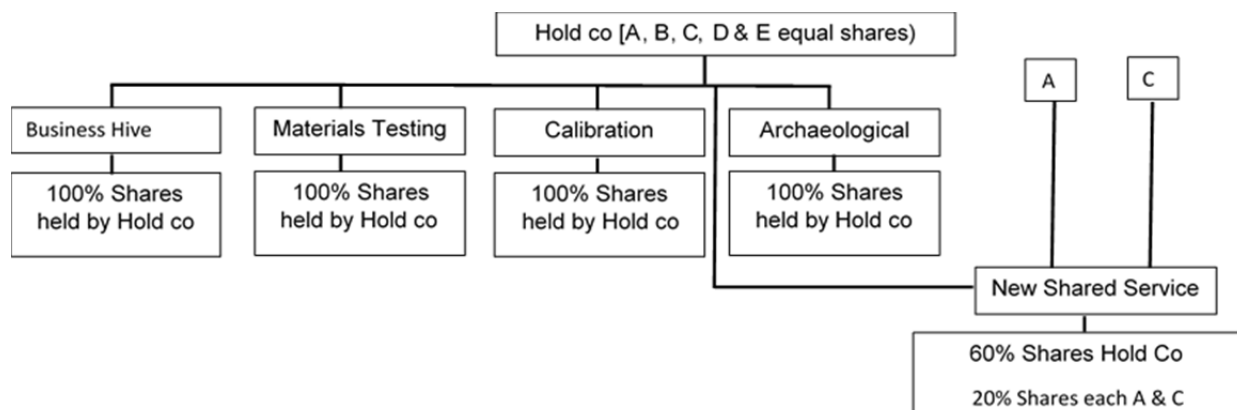 Hold co [A, B, C, D & E equal shares)
A
C
Business Hive
Materials Testing
Calibration
Archaeological
100% Shares
held by Hold co
100% Shares
held by Hold co
100% Shares
held by Hold co
100% Shares
held by Hold co
New Shared Service
60% Shares Hold Co
20% Shares each A & C